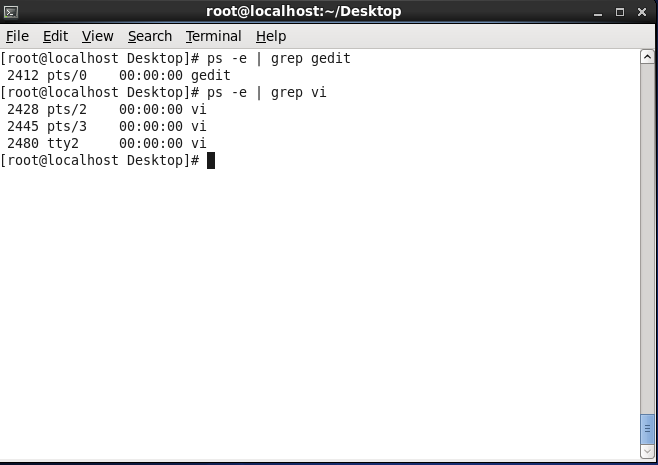 root@localhost:~/Desktop
File Edit View Search Terminal Help
[root@localhost Desktop]# ps -e | grep gedit
 2412 pts/0    00:00:00 gedit
[root@localhost Desktop]# ps -e | grep vi
 2428 pts/2    00:00:00 vi
 2445 pts/3    00:00:00 vi
 2480 tty2     00:00:00 vi
[root@localhost Desktop]#